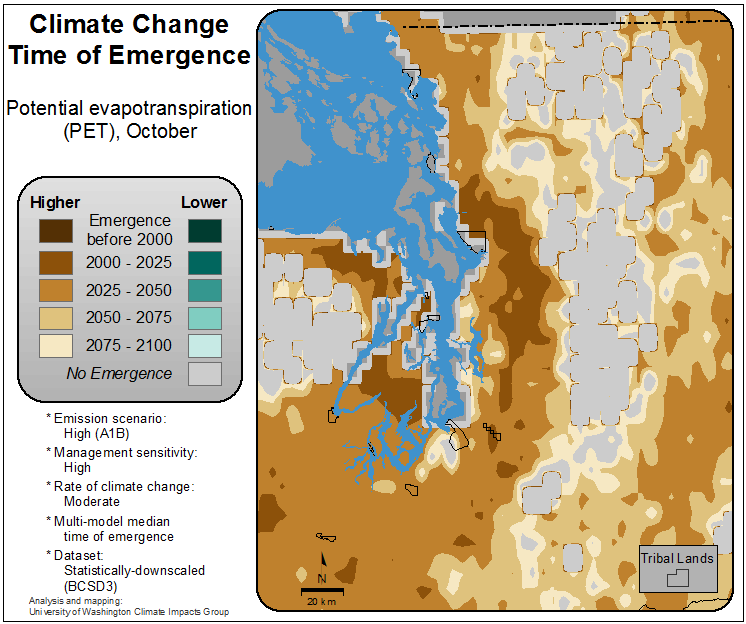 Climate Change
Time of Emergence
Potential evapotranspiration
(PET), October
Higher Lower
Emergence
before 2000
2000 - 2025
2025 - 2050
2050 - 2075
2075 - 2100
No Emergence
* Emission scenario:
High (A1B)
* Management sensitivity:
High
* Rate of climate change:
Moderate
* Multi-model median
time of emergence
* Dataset:
Statistically-downscaled
(BCSD3)
Analysis and mapping:
University of Washington Climate Impacts Group
N
20 km
Tribal Lands